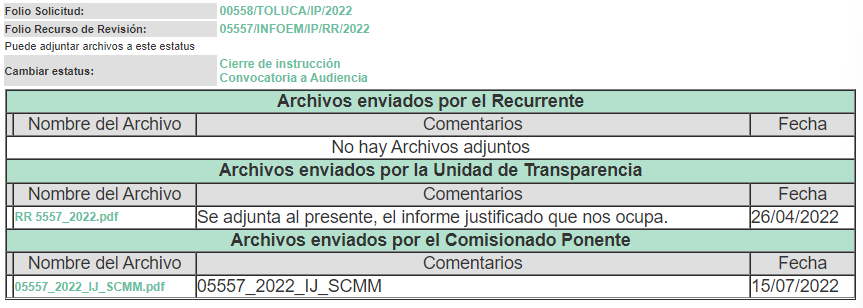 Folio Solicitud: 00558/TOLUCA/IP/2022
Folio Recurso de Revisión: 05557/INFOEM/IP/RR/2022
Puede adjuntar archivos a este estatus
Cambiar estatus: Cierre de instrucción
Convocatoria a Audiencia
Archivos enviados por el Recurrente
Nombre del Archivo Comentarios Fecha
No hay Archivos adjuntos
Archivos enviados por la Unidad de Transparencia
Nombre del Archivo Comentarios Fecha
RR 5557_2022.pdf Se adjunta al presente, el informe justificado que nos ocupa. 26/04/2022
Archivos enviados por el Comisionado Ponente
Nombre del Archivo Comentarios Fecha
05557_2022_IJ_SCMM.pdf 05557_2022_IJ_SCMM 15/07/2022